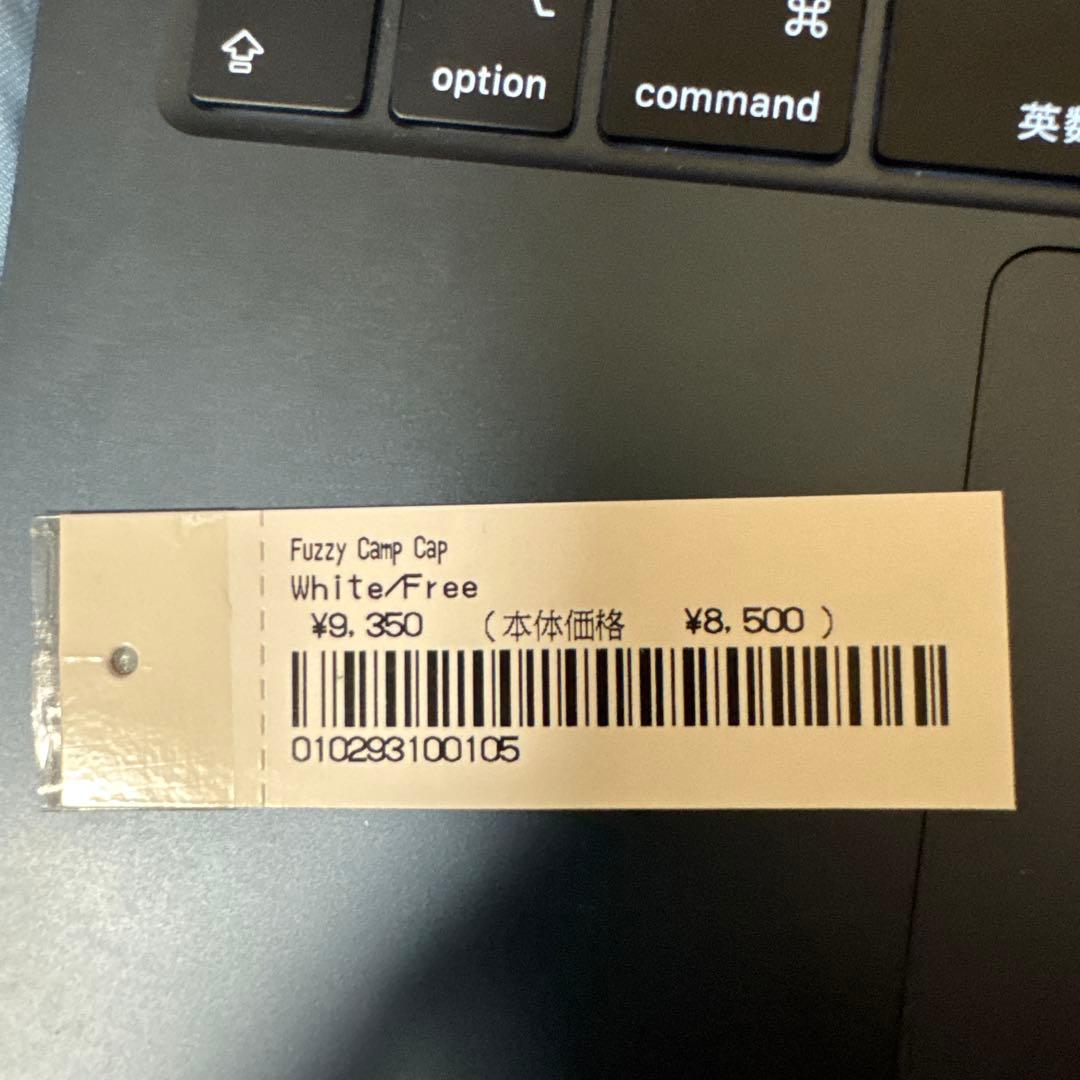 option
command
英数
Fuzzy Camp Cap
White/Free
¥9,350 (本体価格 ¥8,500)
010293100105